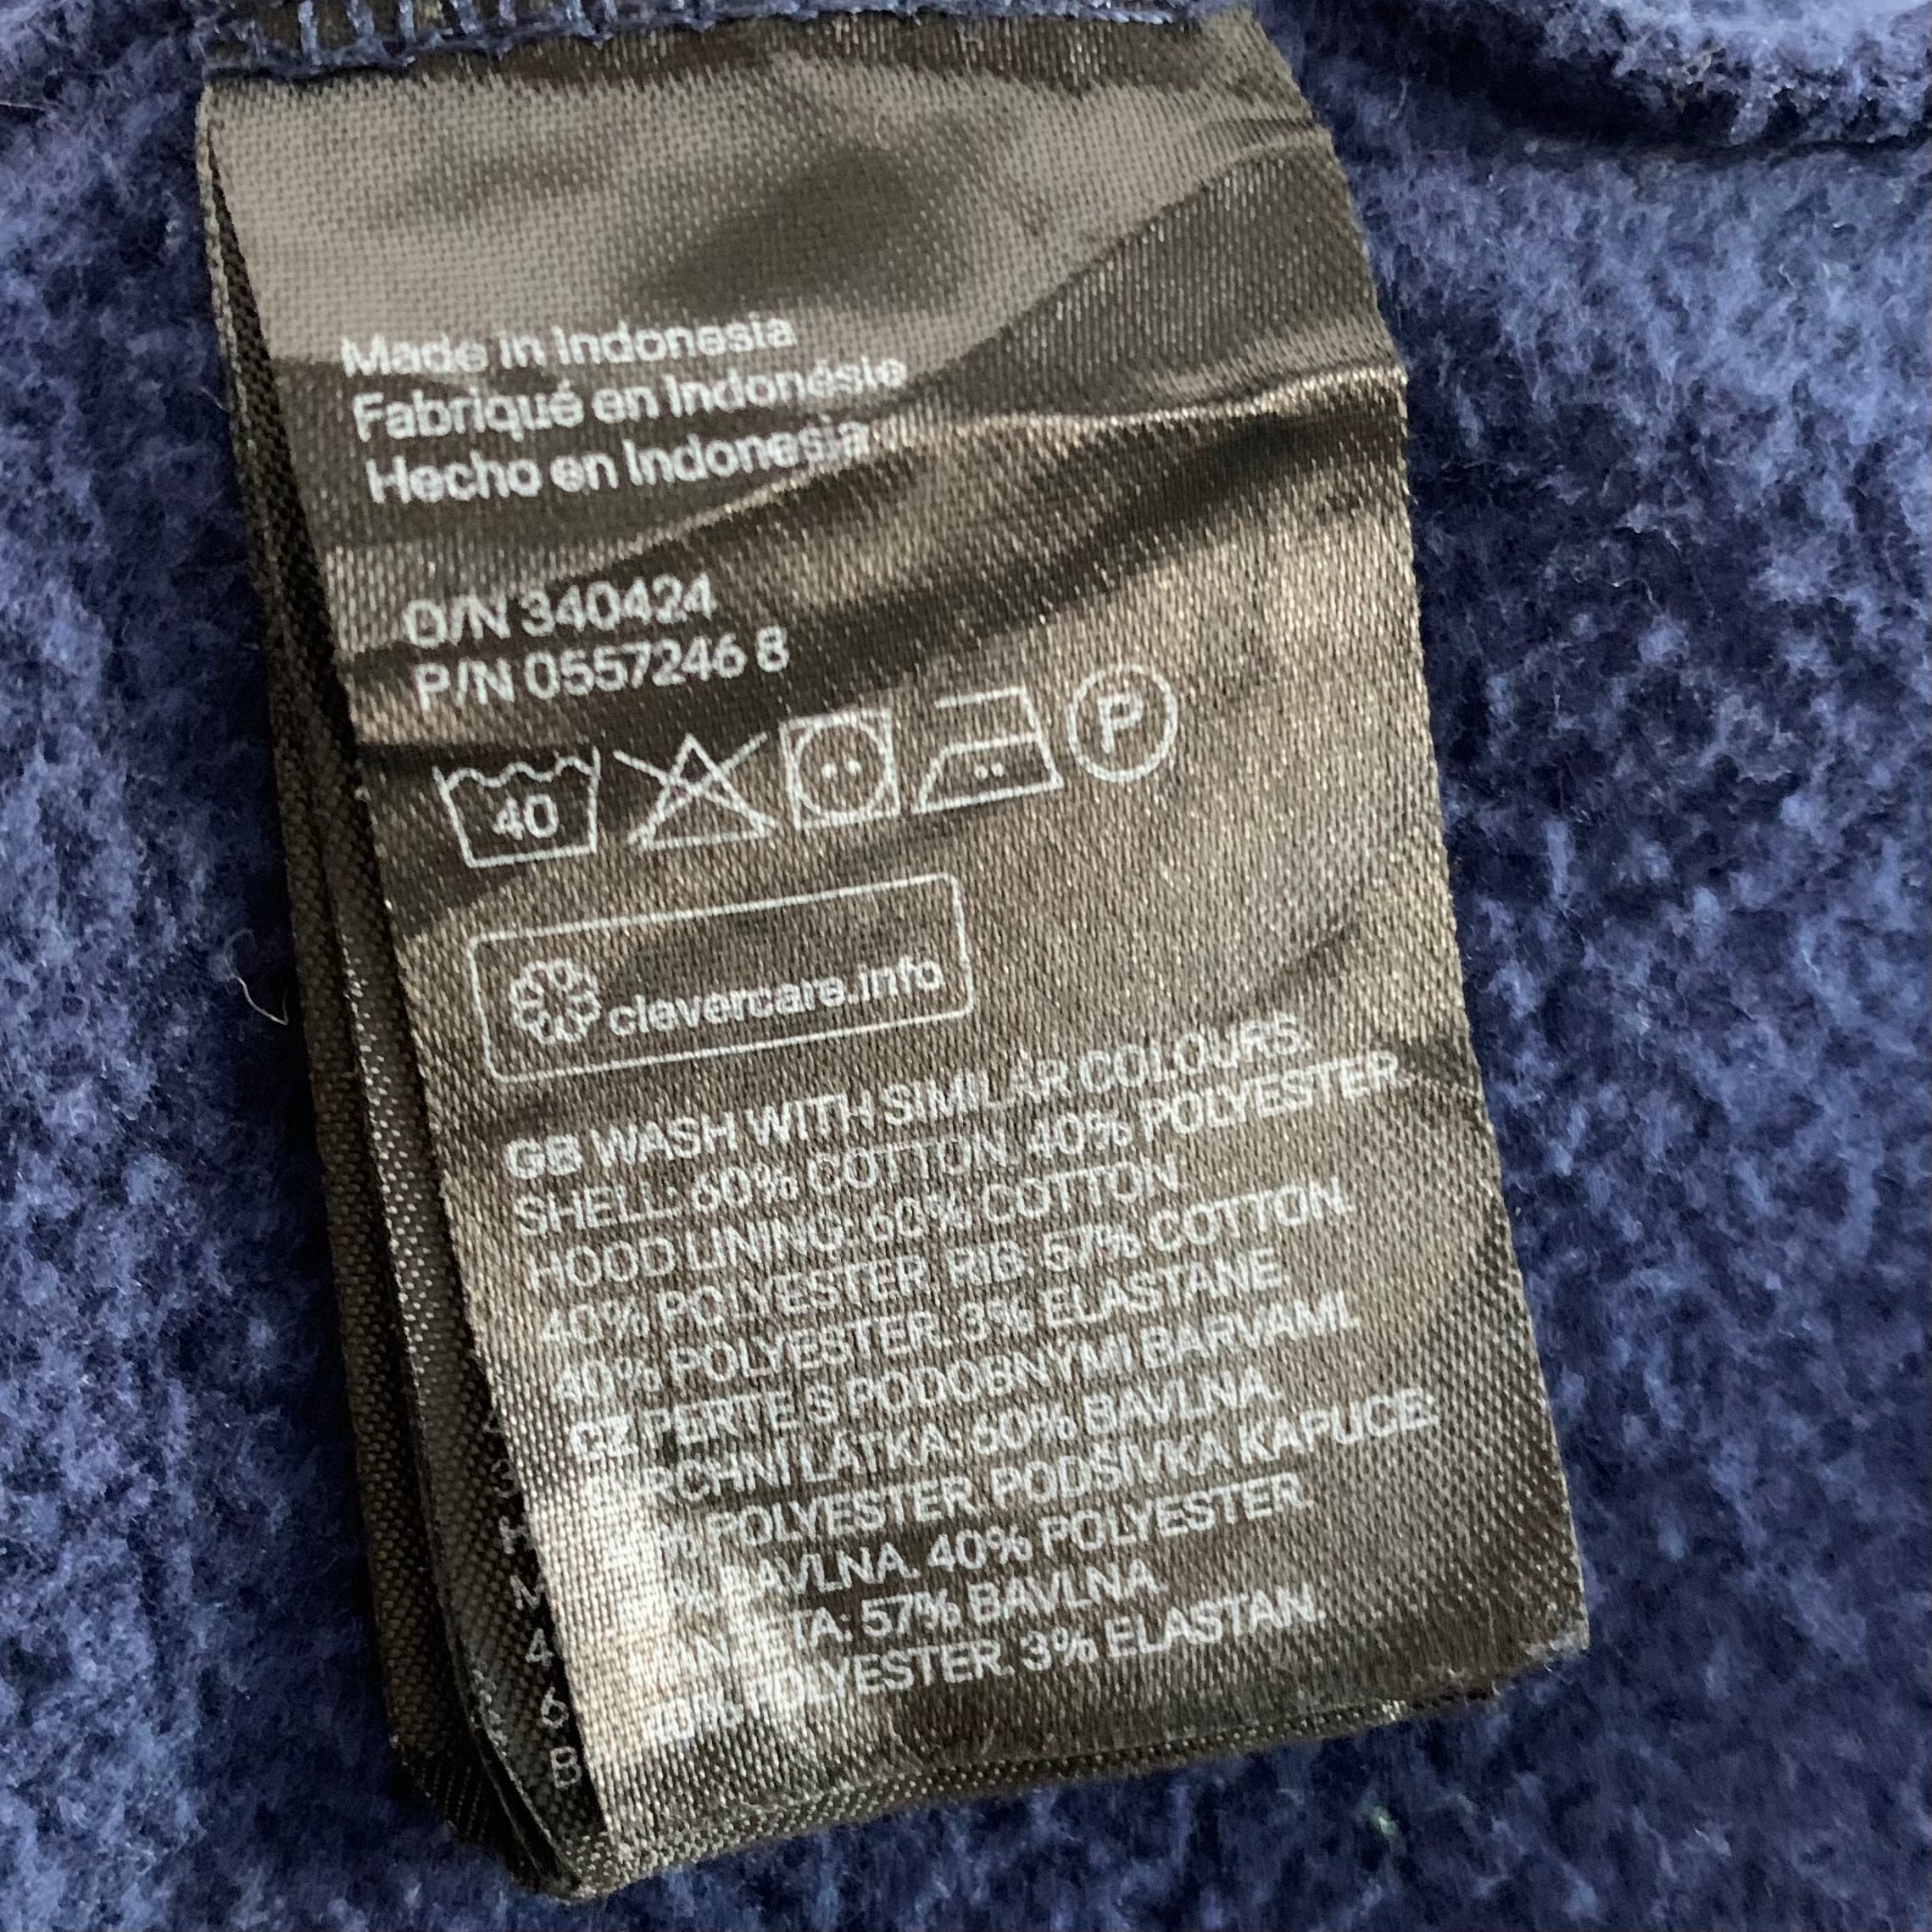 Made in Indonesia
Fabriqué en Indonésie
Hecho en Indonesia
O/N 340424
P/N 0557246 8
40 P
clevercare.info
GB WASH WITH SIMILAR COLOURS.
SHELL: 60% COTTON. 40% POLYESTER.
HOOD LINING: 60% COTTON
40% POLYESTER. RIB: 57% COTTON.
40% POLYESTER. 3% ELASTANE
CZ PERTE S PODOBNÝMI BARVAMI.
LÁTKA: 60% BAVLNA.
POLYESTER. PODŠÍVKA KAPUCE:
BAVLNA. 40% POLYESTER.
57% BAVLNA
40% POLYESTER. 3% ELASTAN.